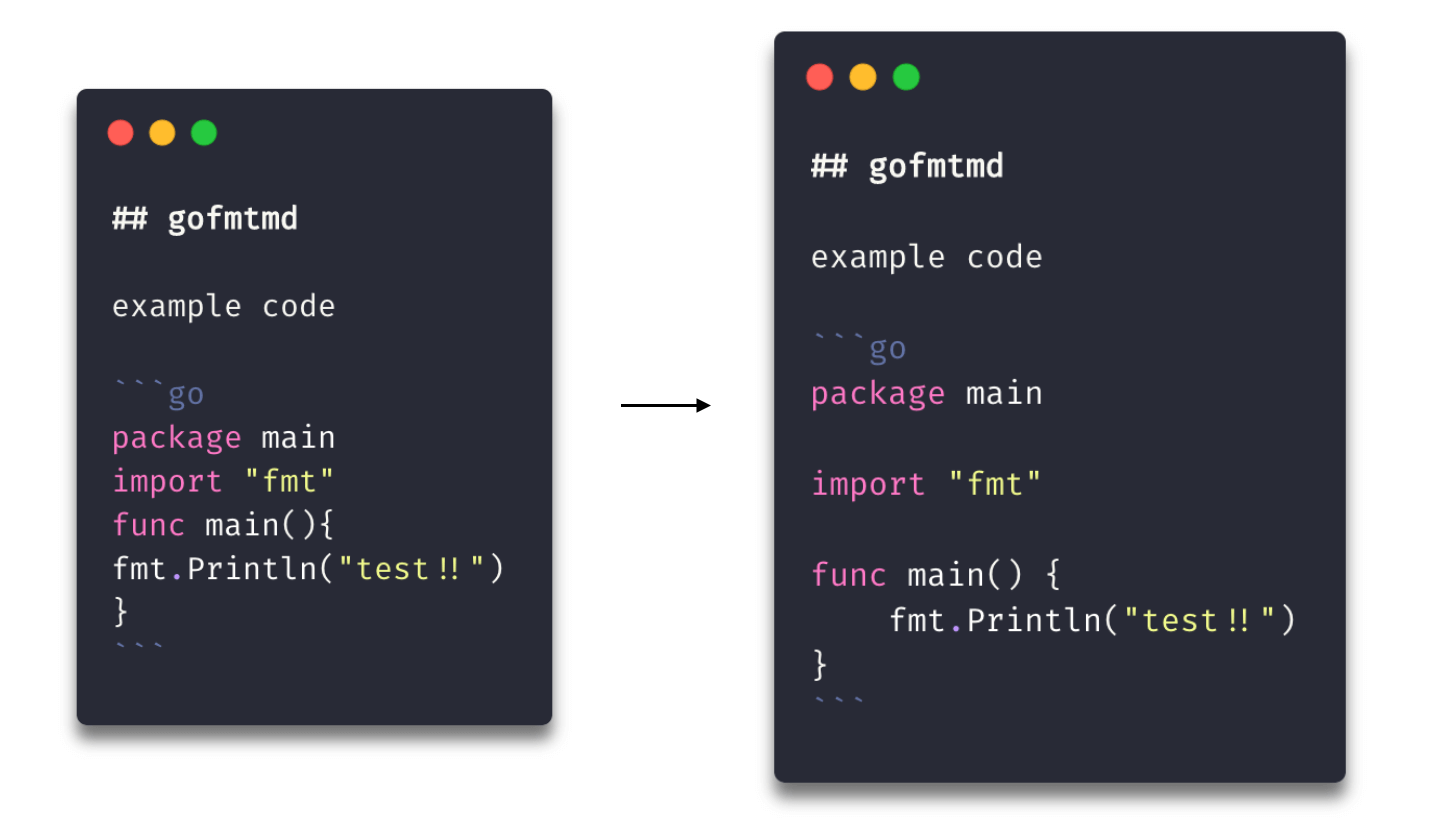 ## gofmtmd
example code
```go
package main
import "fmt"
func main(){
fmt.Println("test!!")
}
```
## gofmtmd
example code
```go
package main
import "fmt"
func main() {
    fmt.Println("test!!")
}
```